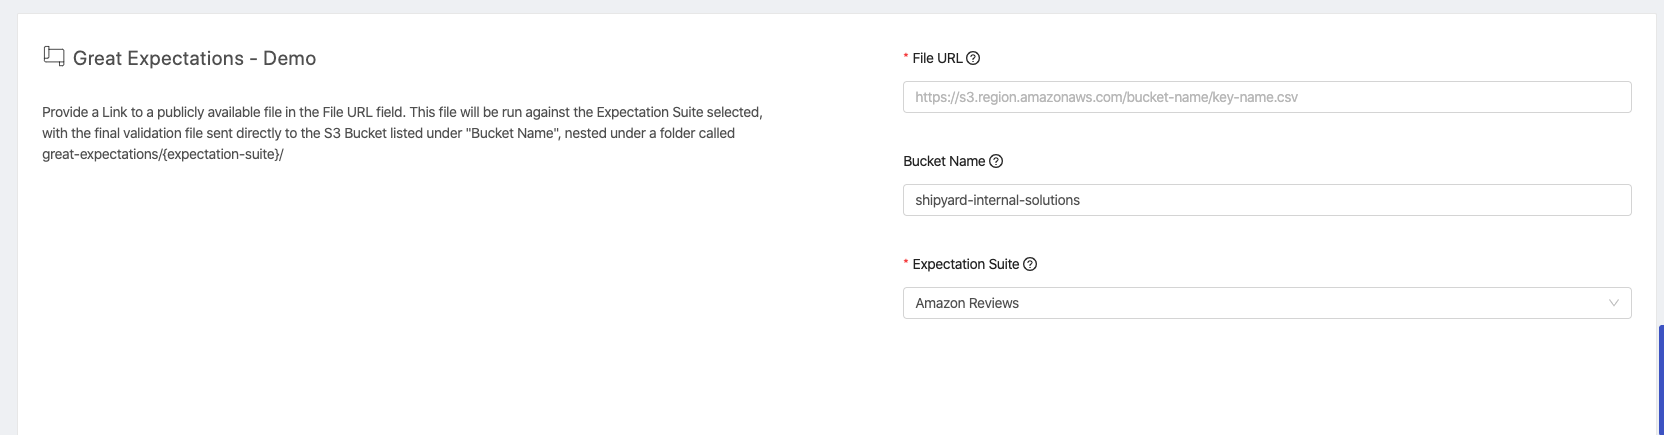 Great Expectations - Demo
Provide a Link to a publicly available file in the File URL field. This file will be run against the Expectation Suite selected,
with the final validation file sent directly to the S3 Bucket listed under "Bucket Name", nested under a folder called
great-expectations/{expectation-suite}/
* File URL ?
https://s3.region.amazonaws.com/bucket-name/key-name.csv
Bucket Name ?
shipyard-internal-solutions
* Expectation Suite ?
Amazon Reviews